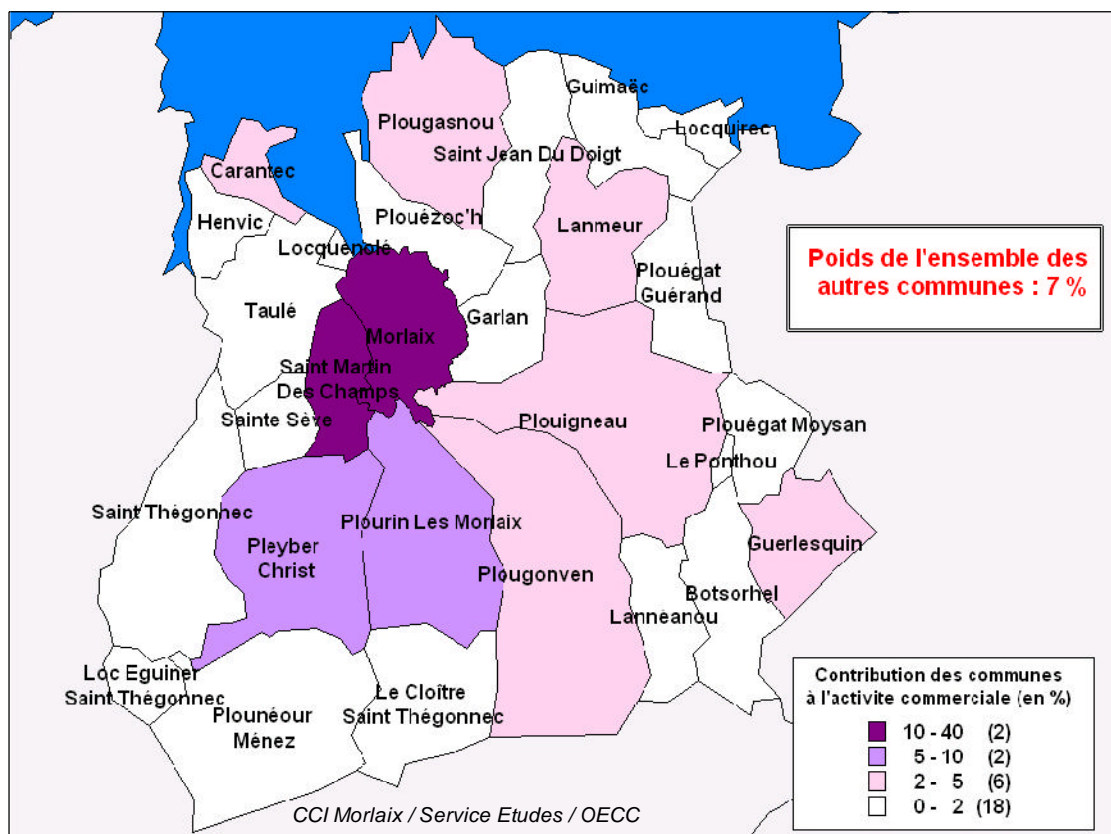 Guimaëc
Plougasnou
Locquirec
Saint Jean Du Doigt
Carantec
Henvic
Plouézoc'h
Lanmeur
Locquénolé
Plouégat
Guérand
Poids de l'ensemble des
autres communes : 7 %
Taulé
Garlan
Morlaix
Saint Martin
Des Champs
Sainte Sève
Plouigneau
Plouégat Moysan
Le Ponthou
Saint Thégonnec
Plourin Les Morlaix
Pleyber
Christ
Plougonven
Guerlesquin
Botsorhel
Lannéanou
Loc Eguiner
Saint Thégonnec
Le Cloître
Saint Thégonnec
Plounéour
Ménez
Contribution des communes
à l'activite commerciale (en %)
10 - 40 (2)
5 - 10 (2)
2 - 5 (6)
0 - 2 (18)
CCI Morlaix / Service Etudes / OECC